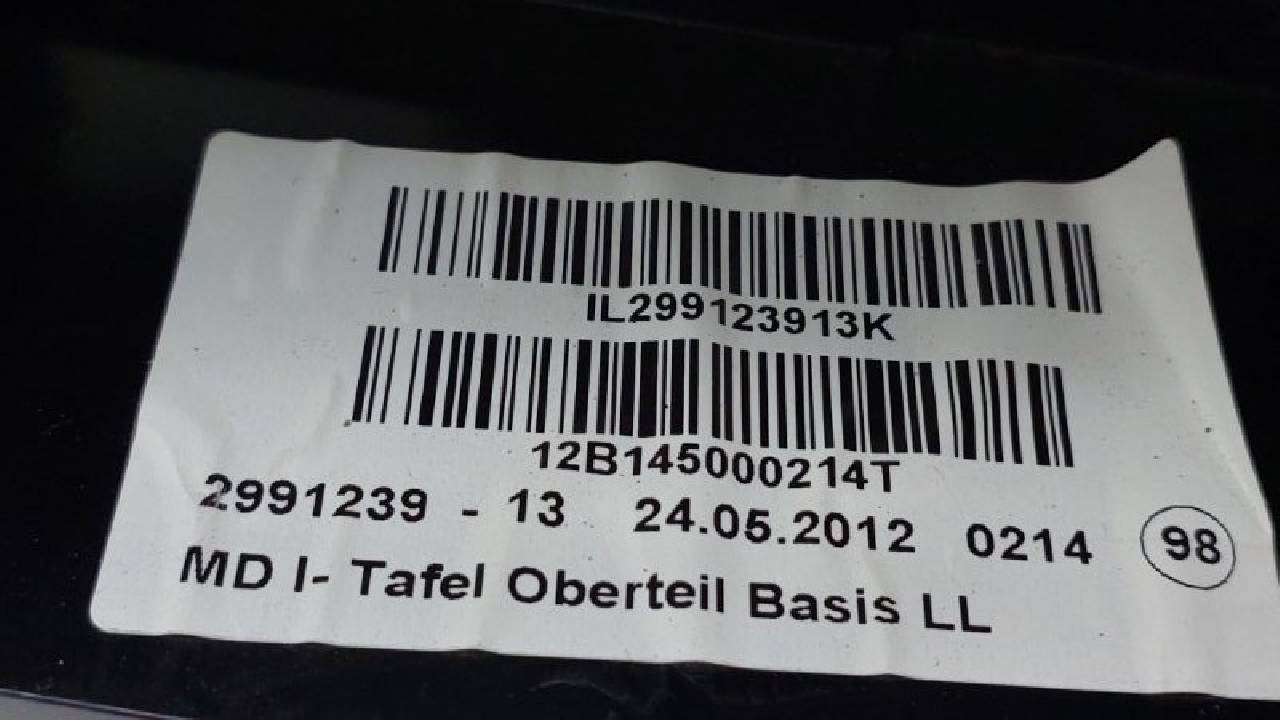 IL299123913K
12B145000214T
2991239 - 13 24.05.2012 0214 98
MD I- Tafel Oberteil Basis LL